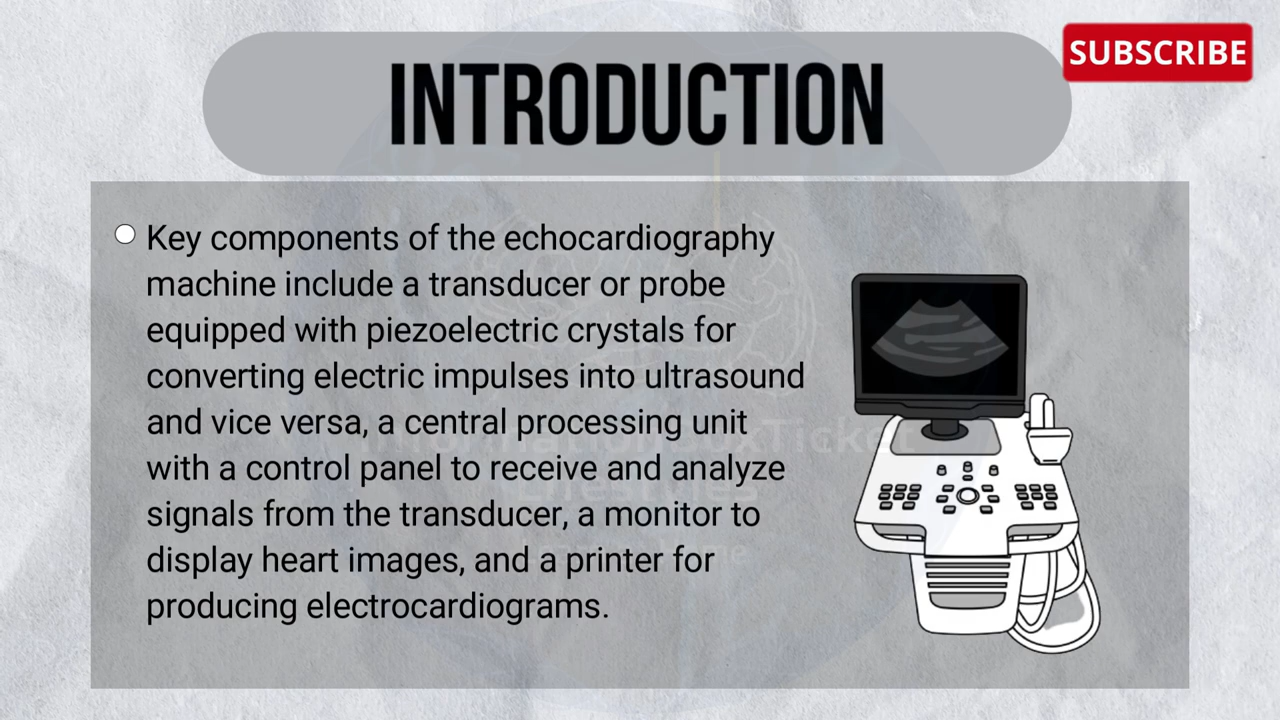 SUBSCRIBE
INTRODUCTION
Key components of the echocardiography
machine include a transducer or probe
equipped with piezoelectric crystals for
converting electric impulses into ultrasound
and vice versa, a central processing unit
with a control panel to receive and analyze
signals from the transducer, a monitor to
display heart images, and a printer for
producing electrocardiograms.